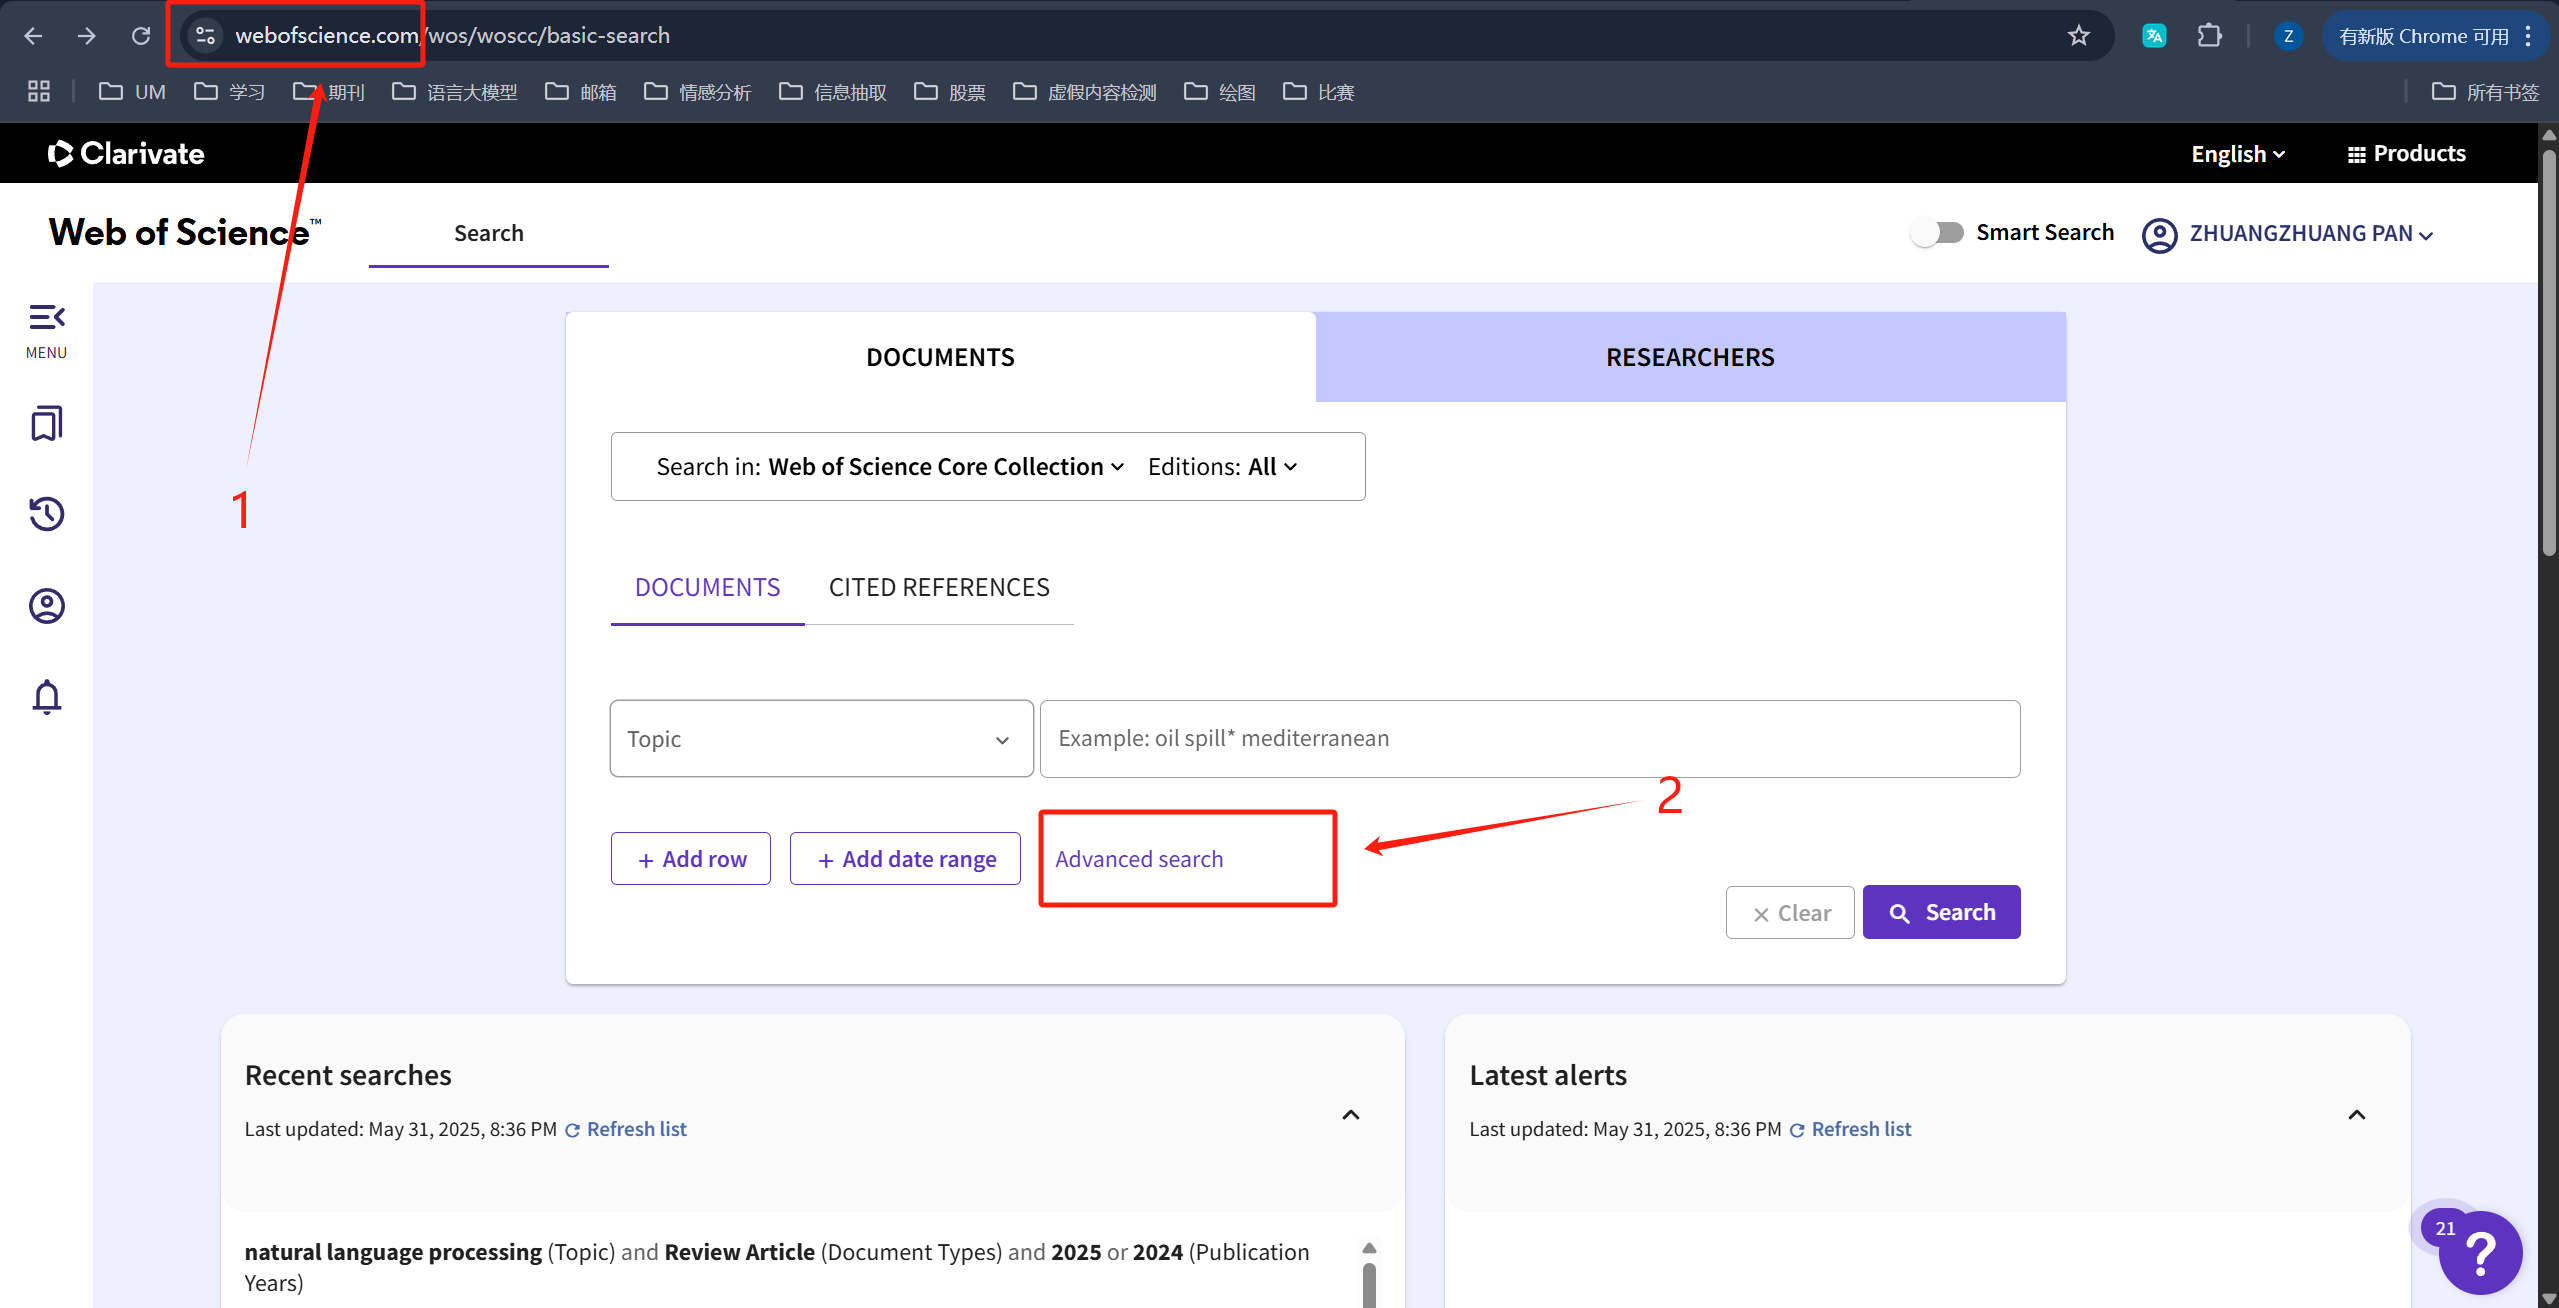 webofscience.com/wos/woscc/basic-search
Z
有新版 Chrome 可用
UM
学习
期刊
语言大模型
邮箱
情感分析
信息抽取
股票
虚假内容检测
绘图
比赛
所有书签
Clarivate
English
Products
Web of Science™
Search
Smart Search
ZHUANGZHUANG PAN
MENU
DOCUMENTS
RESEARCHERS
Search in: Web of Science Core Collection
Editions: All
1
DOCUMENTS
CITED REFERENCES
Topic
Example: oil spill* mediterranean
2
+ Add row
+ Add date range
Advanced search
× Clear
Search
Recent searches
Last updated: May 31, 2025, 8:36 PM Refresh list
Latest alerts
Last updated: May 31, 2025, 8:36 PM Refresh list
natural language processing (Topic) and Review Article (Document Types) and 2025 or 2024 (Publication
Years)
21
?